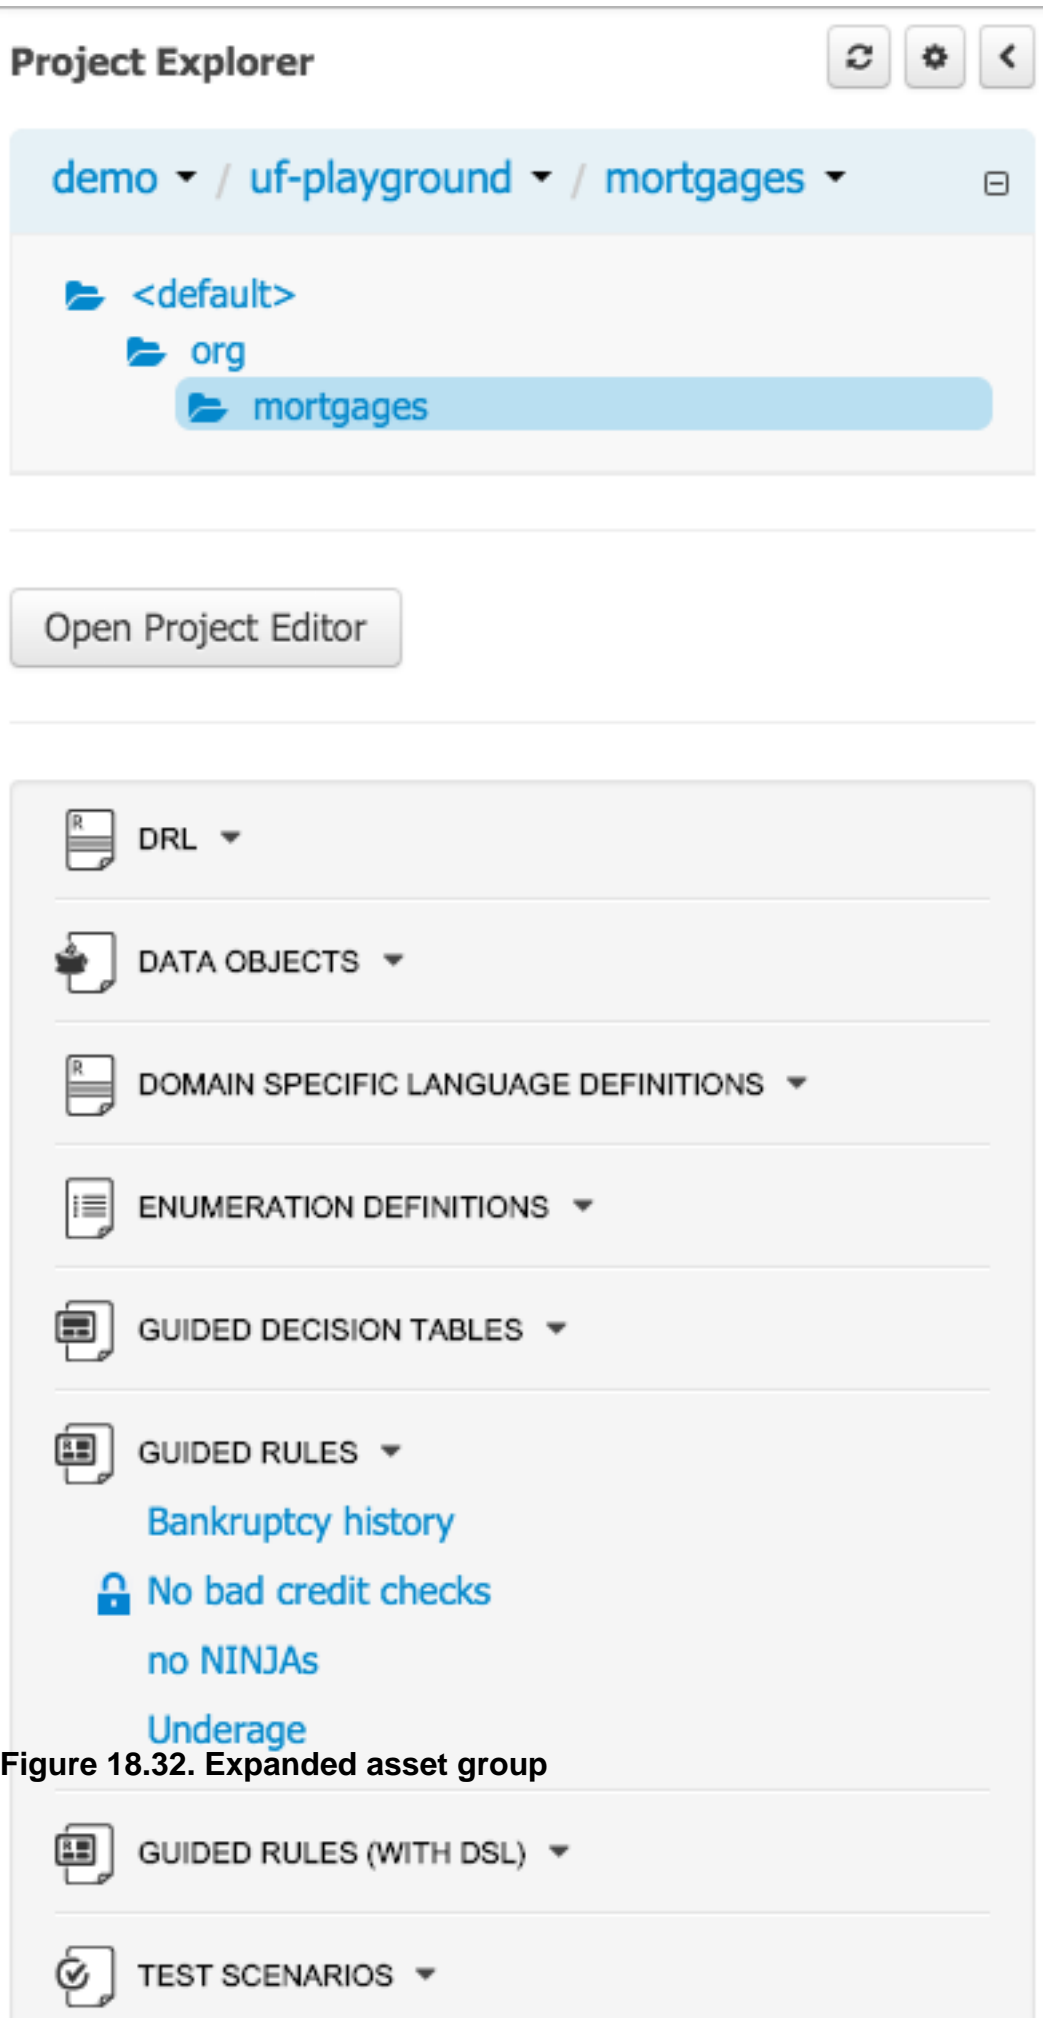 Project Explorer
demo / uf-playground / mortgages
<default>
org
mortgages
Open Project Editor
DRL
DATA OBJECTS
DOMAIN SPECIFIC LANGUAGE DEFINITIONS
ENUMERATION DEFINITIONS
GUIDED DECISION TABLES
GUIDED RULES
Bankruptcy history
No bad credit checks
no NINJAs
Underage
Figure 18.32. Expanded asset group
GUIDED RULES (WITH DSL)
TEST SCENARIOS